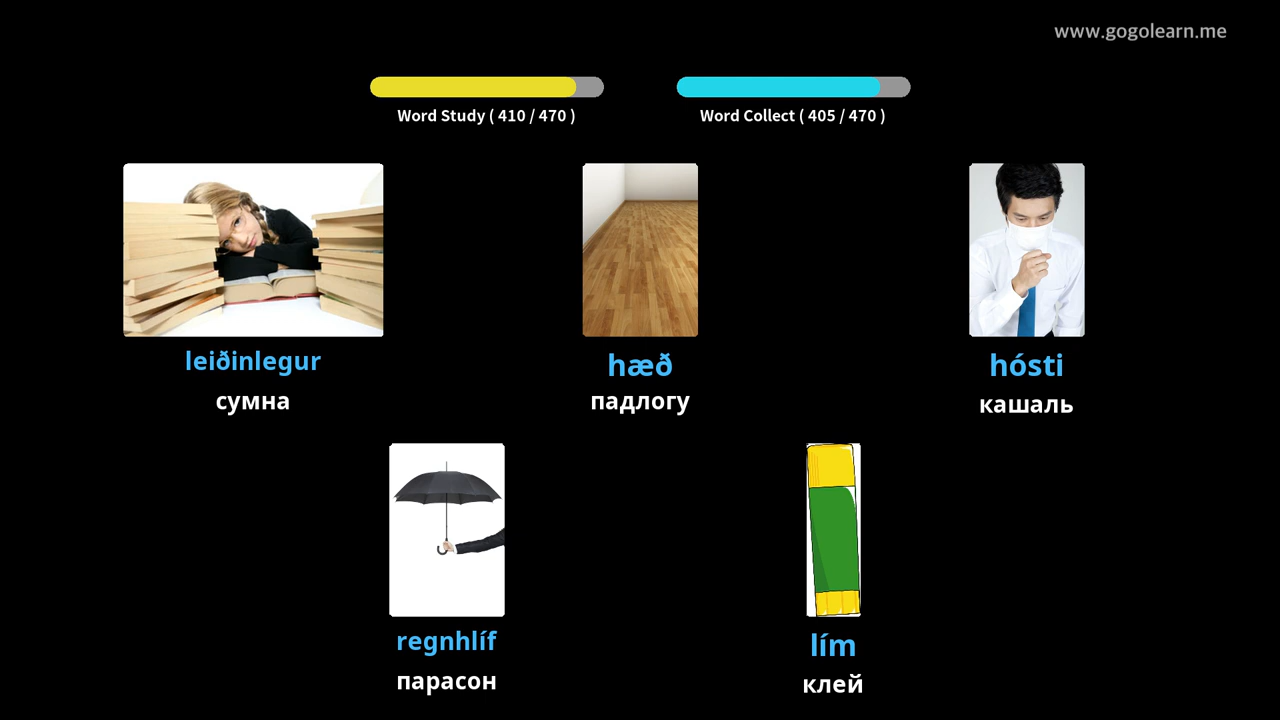 www.gogolearn.me
Word Study ( 410 / 470 )
Word Collect ( 405 / 470 )
leiðinlegur
сумна
hæð
падлогу
hósti
кашаль
regnhlíf
парасон
lím
клей